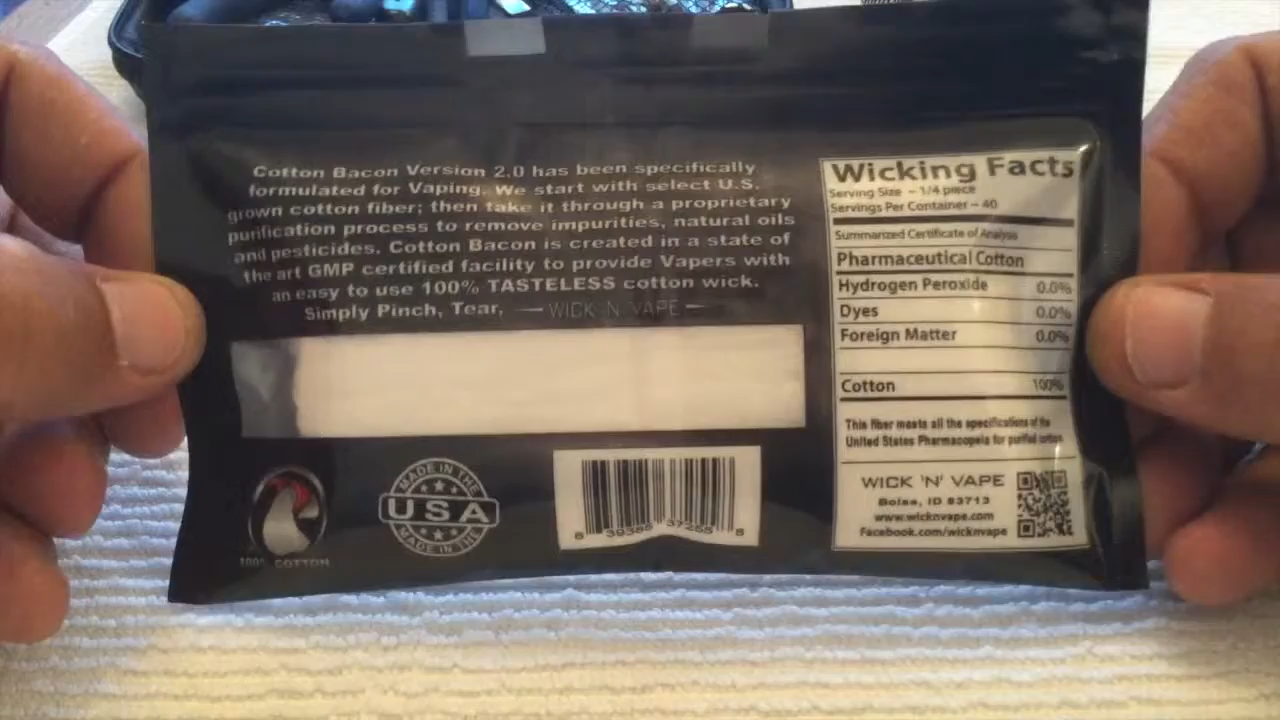 Cotton Bacon Version 2.0 has been specifically
formulated for Vaping. We start with select U.S.
grown cotton fiber; then take it through a proprietary
purification process to remove impurities, natural oils
and pesticides. Cotton Bacon is created in a state of
the art GMP certified facility to provide Vapers with
an easy to use 100% TASTELESS cotton wick.
Simply Pinch, Tear, — WICK 'N' VAPE —
100% COTTON
MADE IN THE
USA
MADE IN THE
Wicking Facts
Serving Size ~ 1/4 piece
Servings Per Container ~ 40
Summarized Certificate of Analysis
Pharmaceutical Cotton
Hydrogen Peroxide 0.0%
Dyes 0.0%
Foreign Matter 0.0%
Cotton 100%
This fiber meets all the specifications of the
United States Pharmacopeia for purified cotton
WICK 'N' VAPE
Boise, ID 83713
www.wicknvape.com
Facebook.com/wicknvape